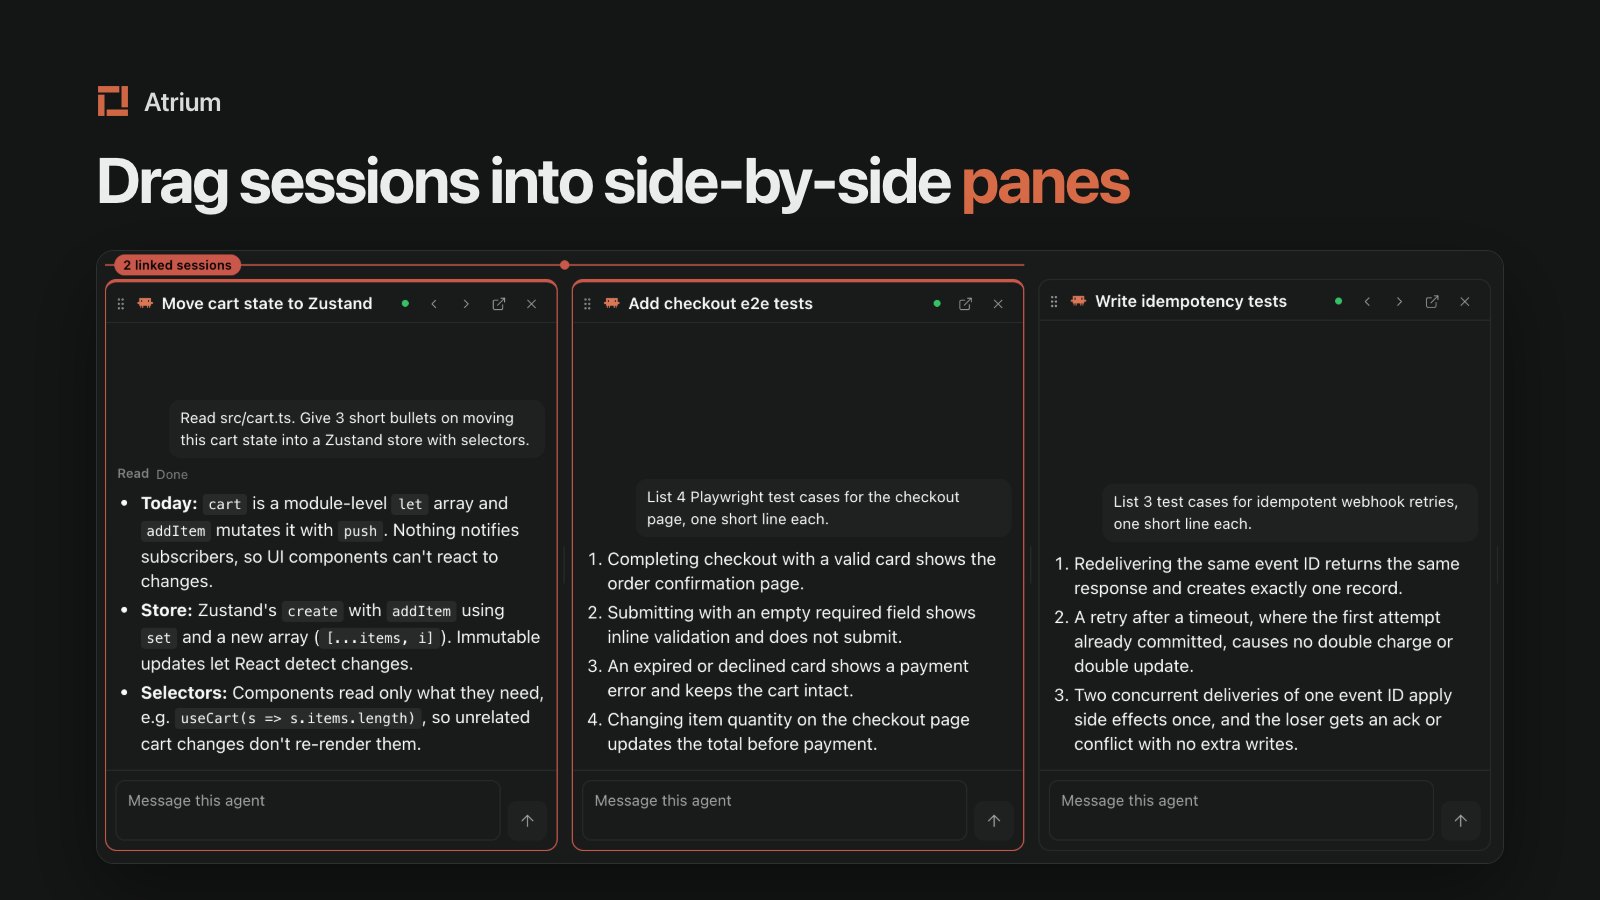 Atrium
Drag sessions into side-by-side panes
2 linked sessions
Move cart state to Zustand
Read src/cart.ts. Give 3 short bullets on moving
this cart state into a Zustand store with selectors.
Read Done
• Today: cart is a module-level let array and
addItem mutates it with push. Nothing notifies
subscribers, so UI components can't react to
changes.
• Store: Zustand's create with addItem using
set and a new array ( [...items, i] ). Immutable
updates let React detect changes.
• Selectors: Components read only what they need,
e.g. useCart(s => s.items.length) , so unrelated
cart changes don't re-render them.
Message this agent
Add checkout e2e tests
List 4 Playwright test cases for the checkout
page, one short line each.
1. Completing checkout with a valid card shows the
order confirmation page.
2. Submitting with an empty required field shows
inline validation and does not submit.
3. An expired or declined card shows a payment
error and keeps the cart intact.
4. Changing item quantity on the checkout page
updates the total before payment.
Message this agent
Write idempotency tests
List 3 test cases for idempotent webhook retries,
one short line each.
1. Redelivering the same event ID returns the same
response and creates exactly one record.
2. A retry after a timeout, where the first attempt
already committed, causes no double charge or
double update.
3. Two concurrent deliveries of one event ID apply
side effects once, and the loser gets an ack or
conflict with no extra writes.
Message this agent